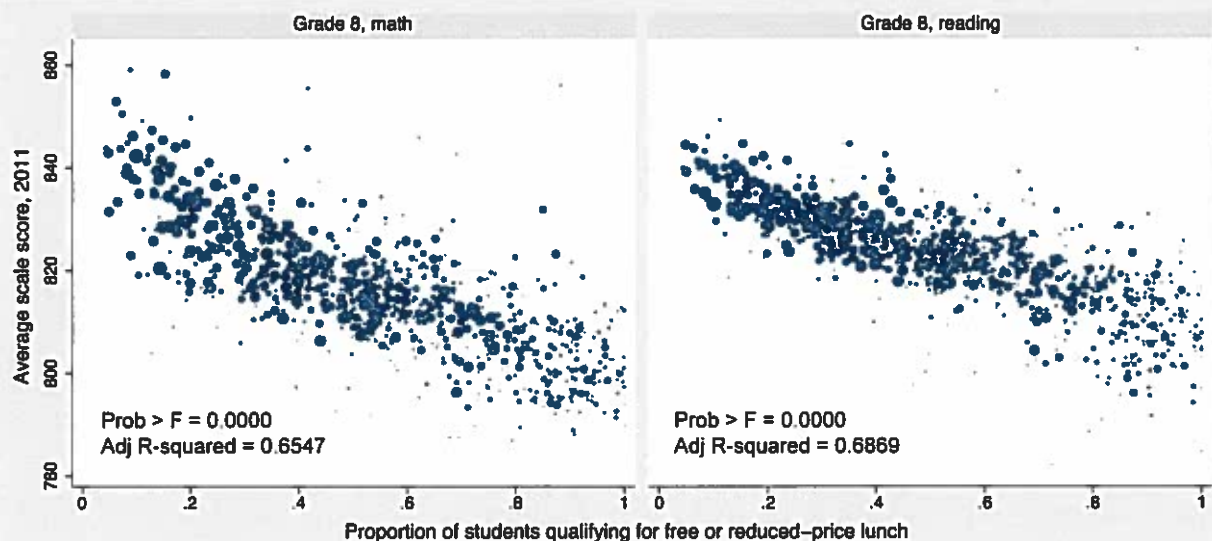 Grade 8, math
Grade 8, reading
Average scale score, 2011
860
840
820
800
780
Prob > F = 0.0000
Adj R-squared = 0.6547
Prob > F = 0.0000
Adj R-squared = 0.6869
0 .2 .4 .6 .8 1
0 .2 .4 .6 .8 1
Proportion of students qualifying for free or reduced–price lunch